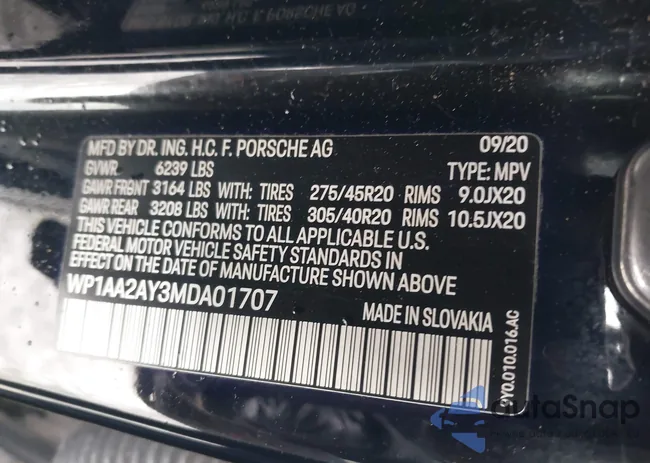 MFD BY DR. ING. H.C. F. PORSCHE AG 09/20
GVWR 6239 LBS TYPE: MPV
GAWR FRONT 3164 LBS WITH: TIRES 275/45R20 RIMS 9.0JX20
GAWR REAR 3208 LBS WITH: TIRES 305/40R20 RIMS 10.5JX20
THIS VEHICLE CONFORMS TO ALL APPLICABLE U.S.
FEDERAL MOTOR VEHICLE SAFETY STANDARDS IN
EFFECT ON THE DATE OF MANUFACTURE SHOWN ABOVE
WP1AA2AY3MDA01707
MADE IN SLOVAKIA
9Y0.010.016.AC
AutaSnap